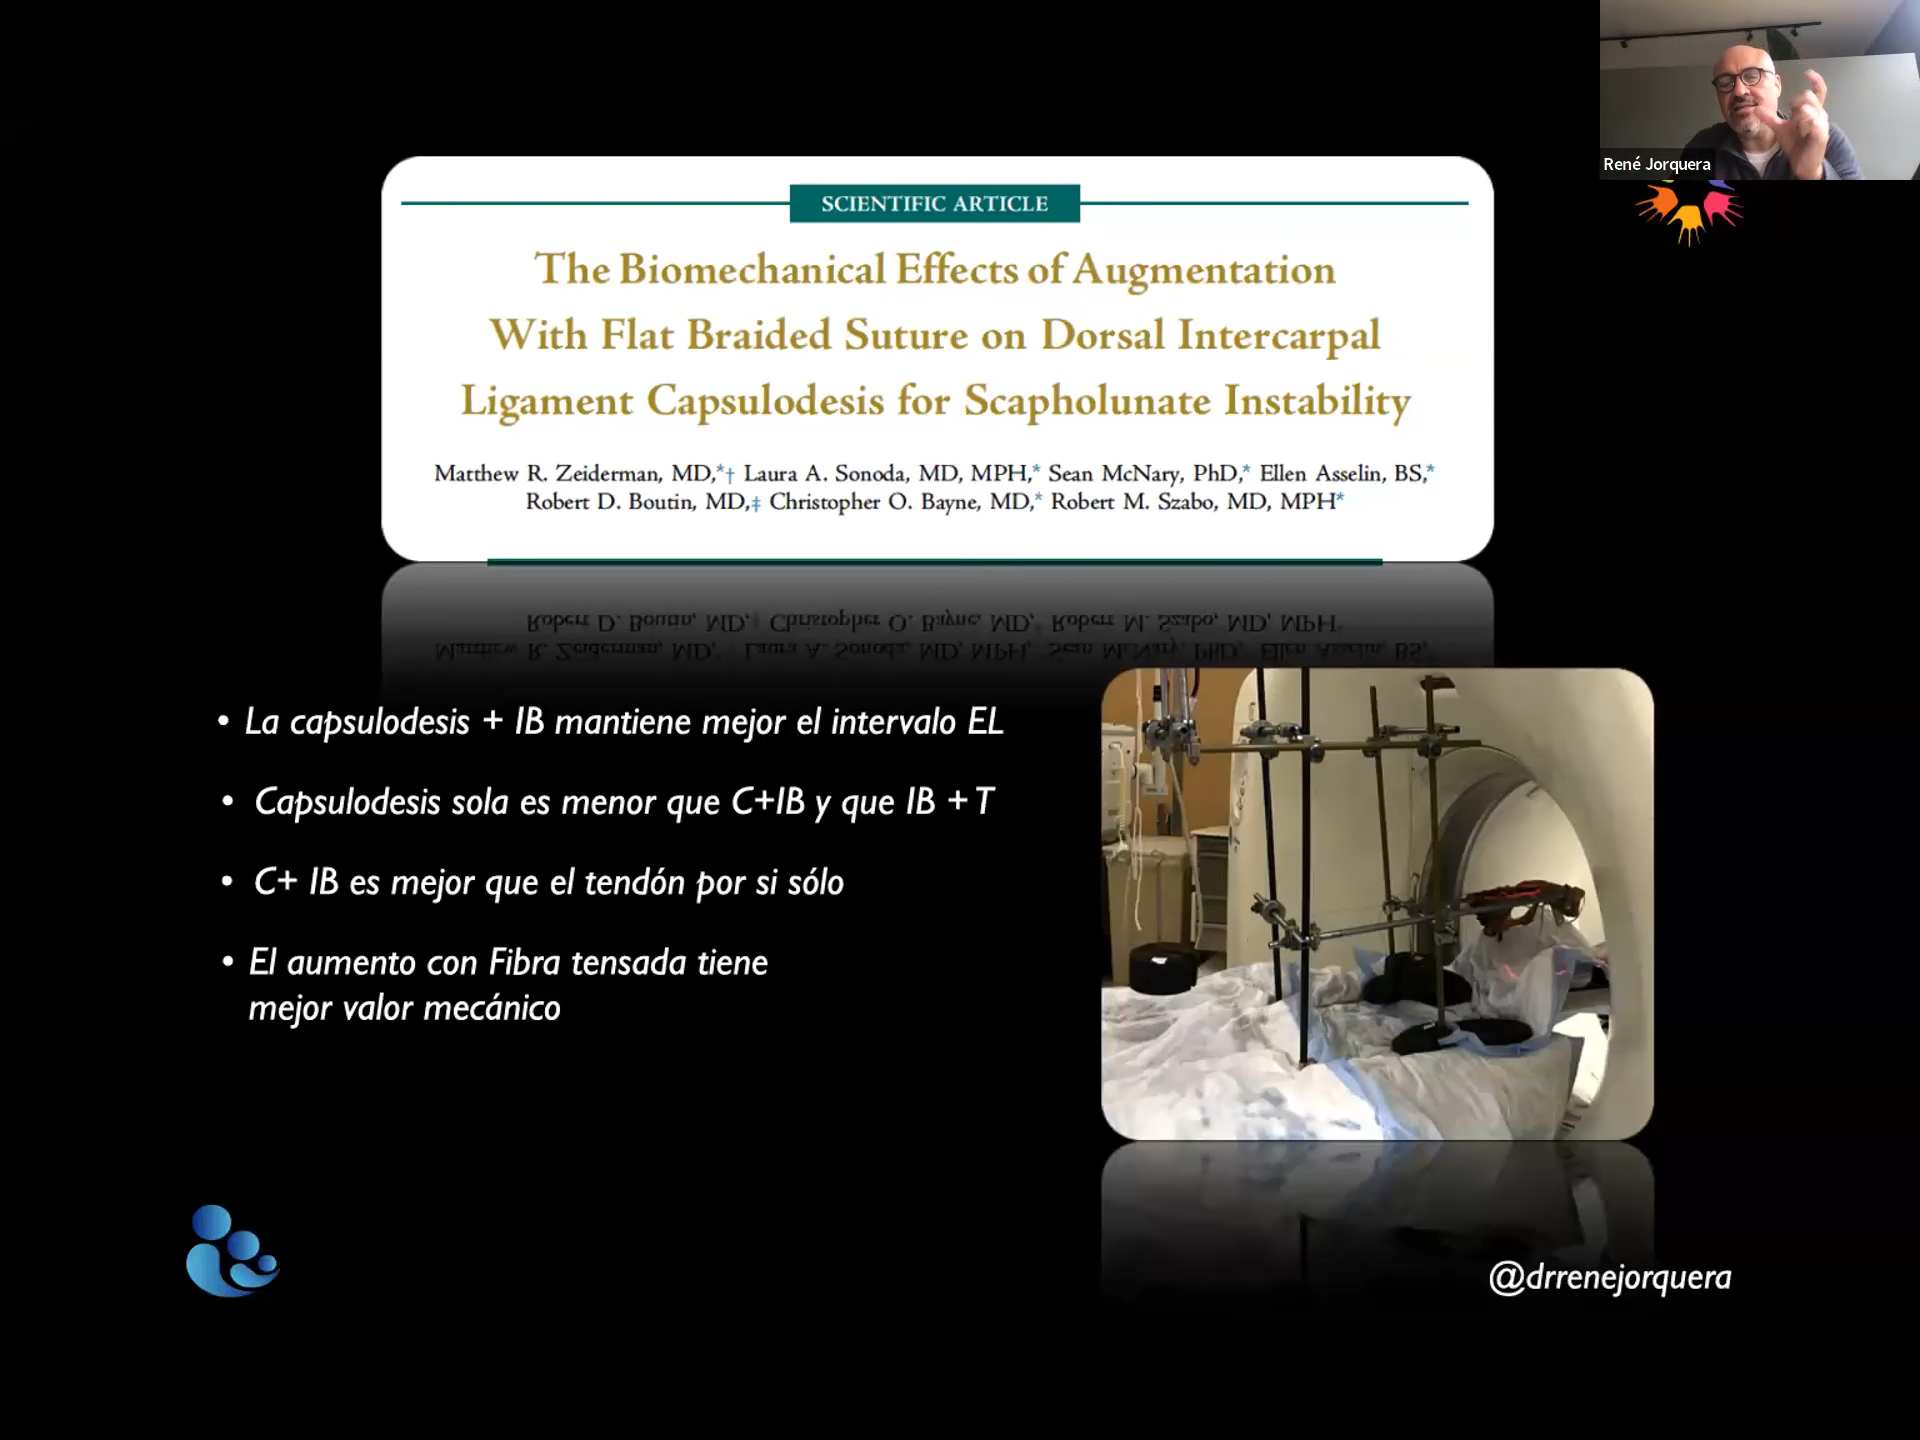 René Jorquera
SCIENTIFIC ARTICLE
The Biomechanical Effects of Augmentation
With Flat Braided Suture on Dorsal Intercarpal
Ligament Capsulodesis for Scapholunate Instability
Matthew R. Zeiderman, MD,*† Laura A. Sonoda, MD, MPH,* Sean McNary, PhD,* Ellen Asselin, BS,*
Robert D. Boutin, MD,‡ Christopher O. Bayne, MD,* Robert M. Szabo, MD, MPH*
• La capsulodesis + IB mantiene mejor el intervalo EL
• Capsulodesis sola es menor que C+IB y que IB + T
• C+ IB es mejor que el tendón por si sólo
• El aumento con Fibra tensada tiene
mejor valor mecánico
@drrenejorquera